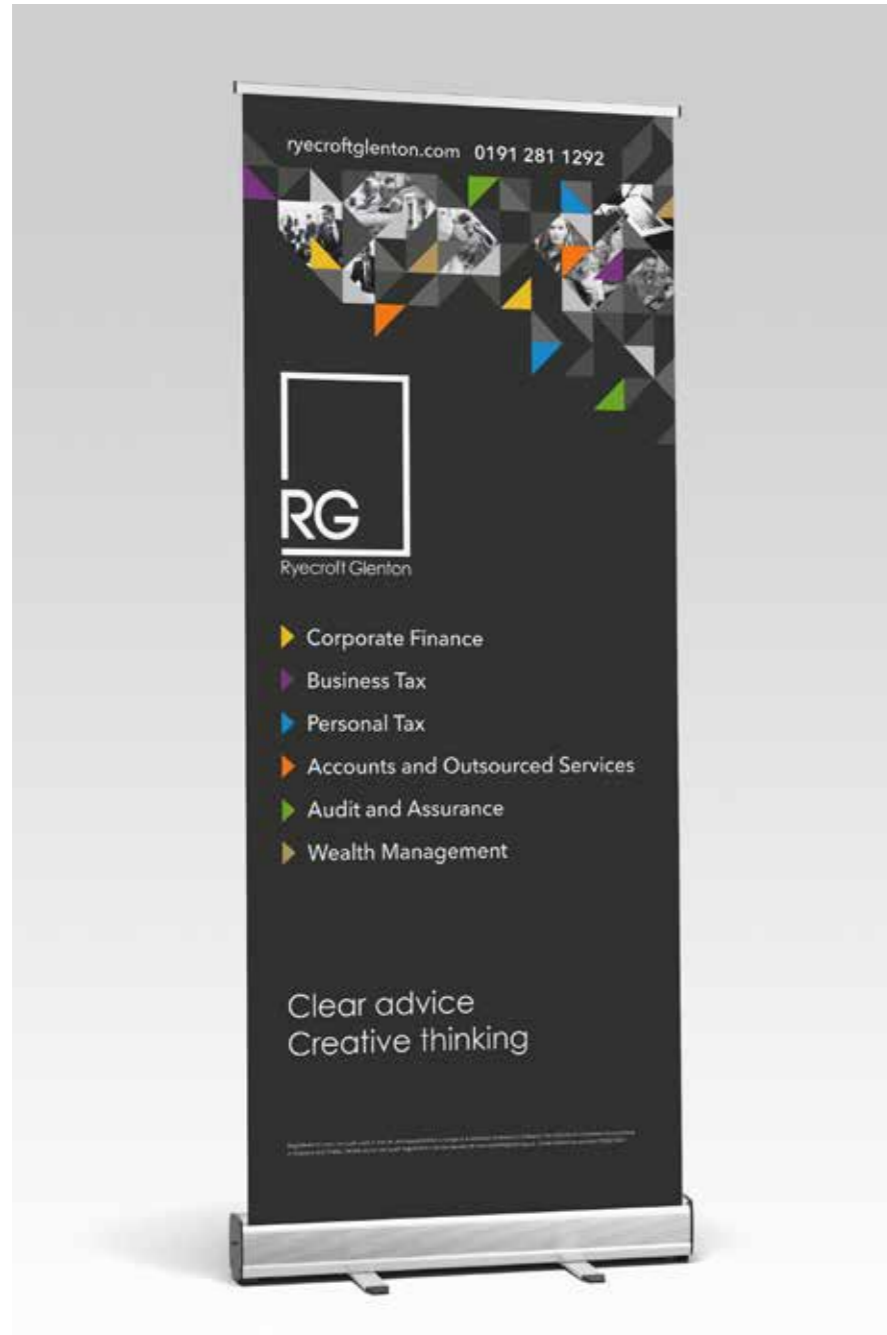 ryecroftglenton.com 0191 281 1292
RG
Ryecroft Glenton
Corporate Finance
Business Tax
Personal Tax
Accounts and Outsourced Services
Audit and Assurance
Wealth Management
Clear advice
Creative thinking